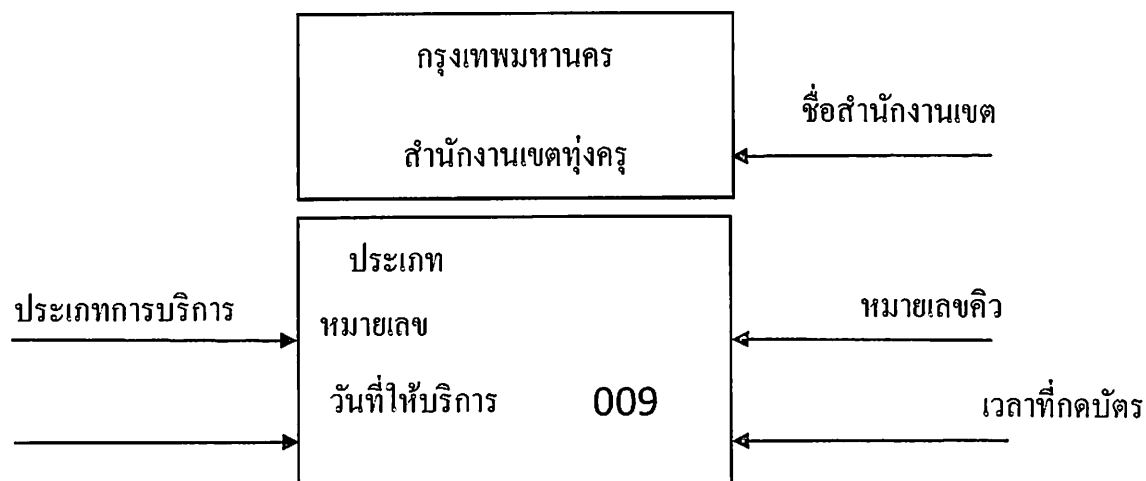 กรุงเทพมหานคร
ชื่อสำนักงานเขต
สำนักงานเขตทุ่งครุ
ประเภท
ประเภทการบริการ
หมายเลข
หมายเลขคิว
วันที่ให้บริการ 009
เวลาที่กดบัตร